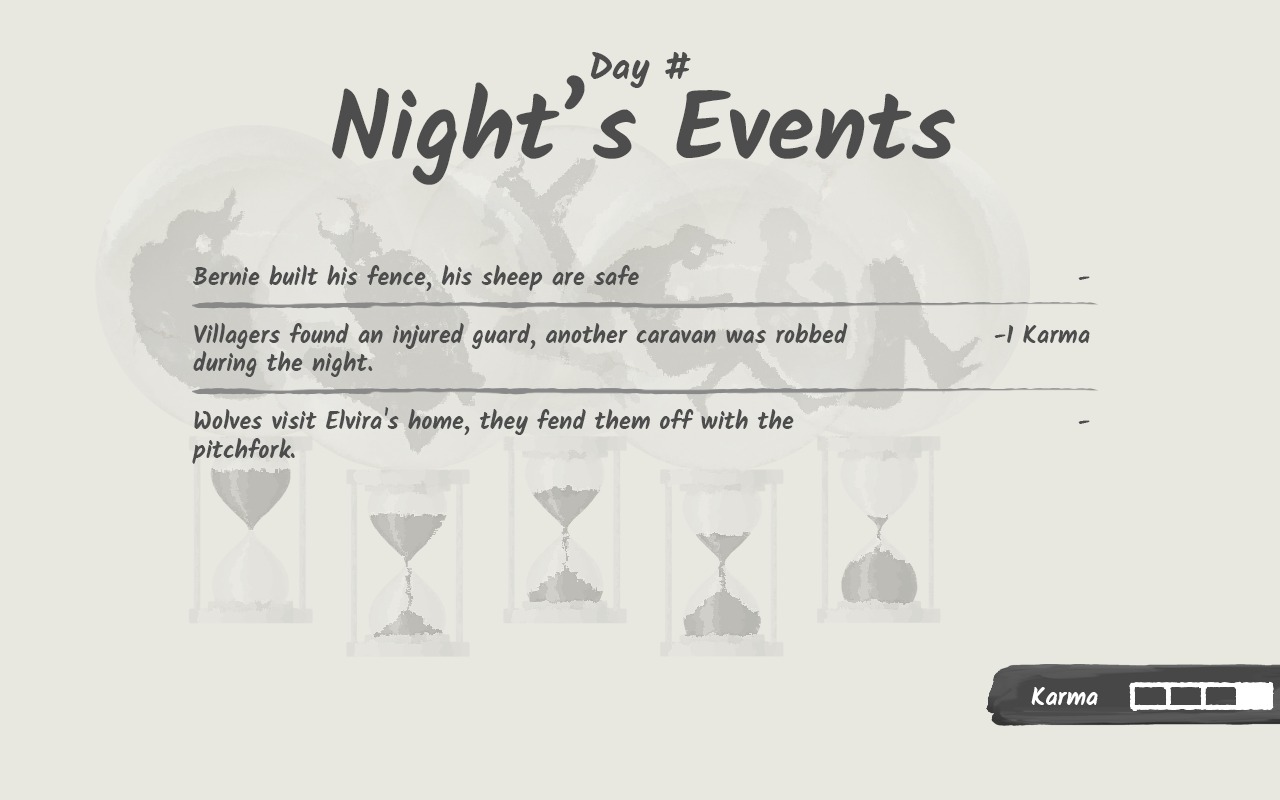 Day #
Night’s Events
Bernie built his fence, his sheep are safe -
Villagers found an injured guard, another caravan was robbed -1 Karma
during the night.
Wolves visit Elvira's home, they fend them off with the -
pitchfork.
Karma